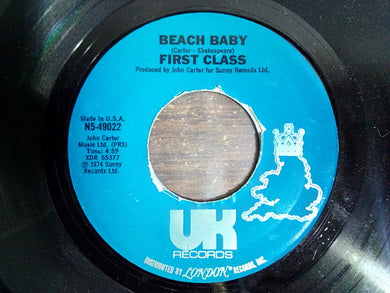 BEACH BABY
(Carter - Shakespeare)
FIRST CLASS
Produced by John Carter for Sunny Records Ltd.
Made in U.S.A.
N5-49022
John Carter
Music Ltd. (PRS)
Time: 4:59
XDR 55377
℗ 1974 Sunny
Records Ltd.
UK
RECORDS
DISTRIBUTED BY LONDON RECORDS, INC.